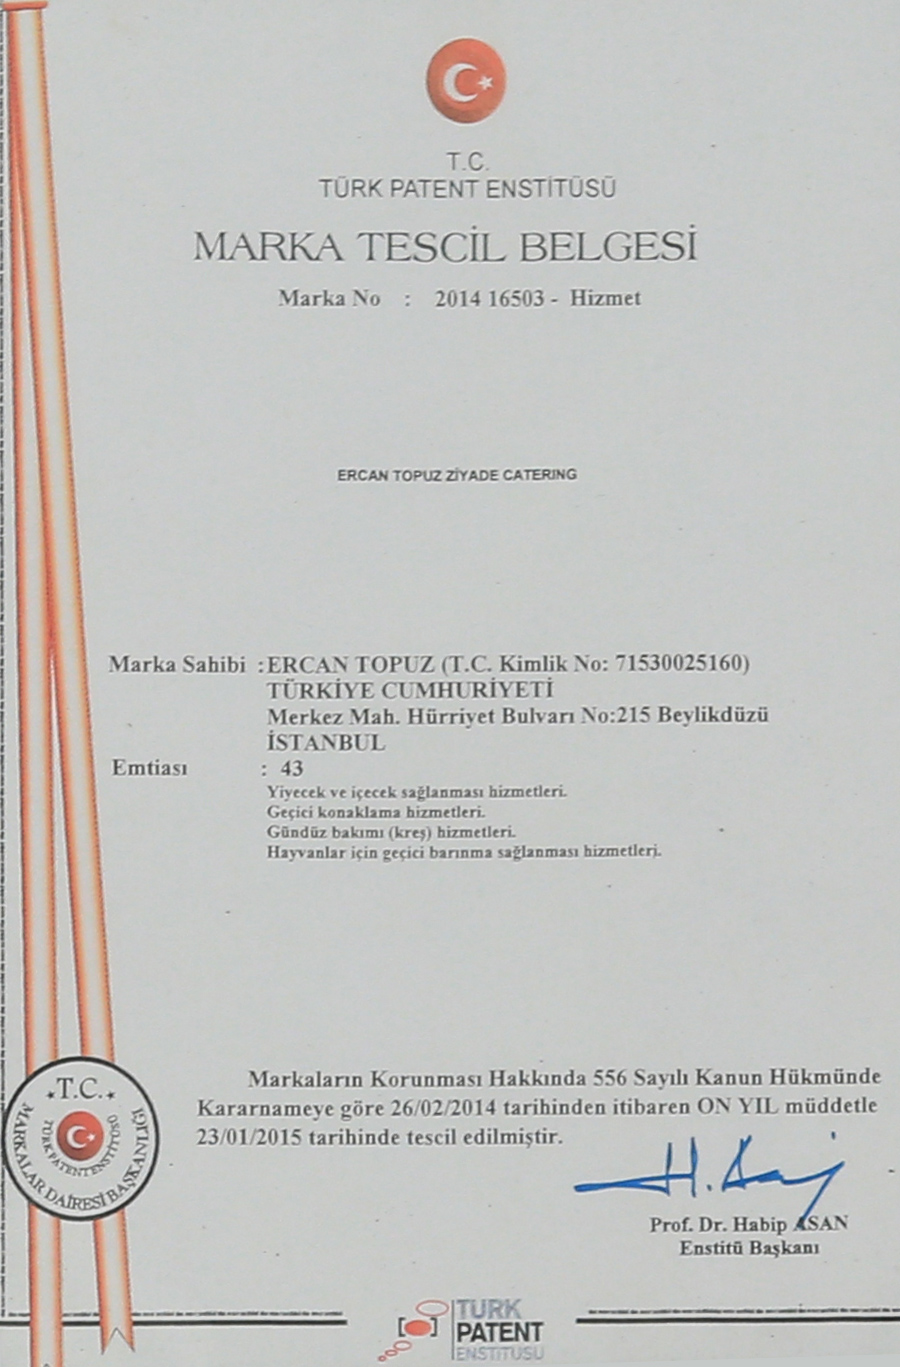 T.C.
TÜRK PATENT ENSTİTÜSÜ
MARKA TESCİL BELGESİ
Marka No : 2014 16503 - Hizmet
ERCAN TOPUZ ZİYADE CATERING
Marka Sahibi :ERCAN TOPUZ (T.C. Kimlik No: 71530025160)
TÜRKİYE CUMHURİYETİ
Merkez Mah. Hürriyet Bulvarı No:215 Beylikdüzü
İSTANBUL
Emtiası : 43
Yiyecek ve içecek sağlanması hizmetleri.
Geçici konaklama hizmetleri.
Gündüz bakımı (kreş) hizmetleri.
Hayvanlar için geçici barınma sağlanması hizmetleri.
Markaların Korunması Hakkında 556 Sayılı Kanun Hükmünde
Kararnameye göre 26/02/2014 tarihinden itibaren ON YIL müddetle
23/01/2015 tarihinde tescil edilmiştir.
T.C.
TÜRK PATENT ENSTİTÜSÜ
MARKALAR DAİRESİ BAŞKANLIĞI
H. Asan
Prof. Dr. Habip ASAN
Enstitü Başkanı
TÜRK
PATENT
ENSTİTÜSÜ